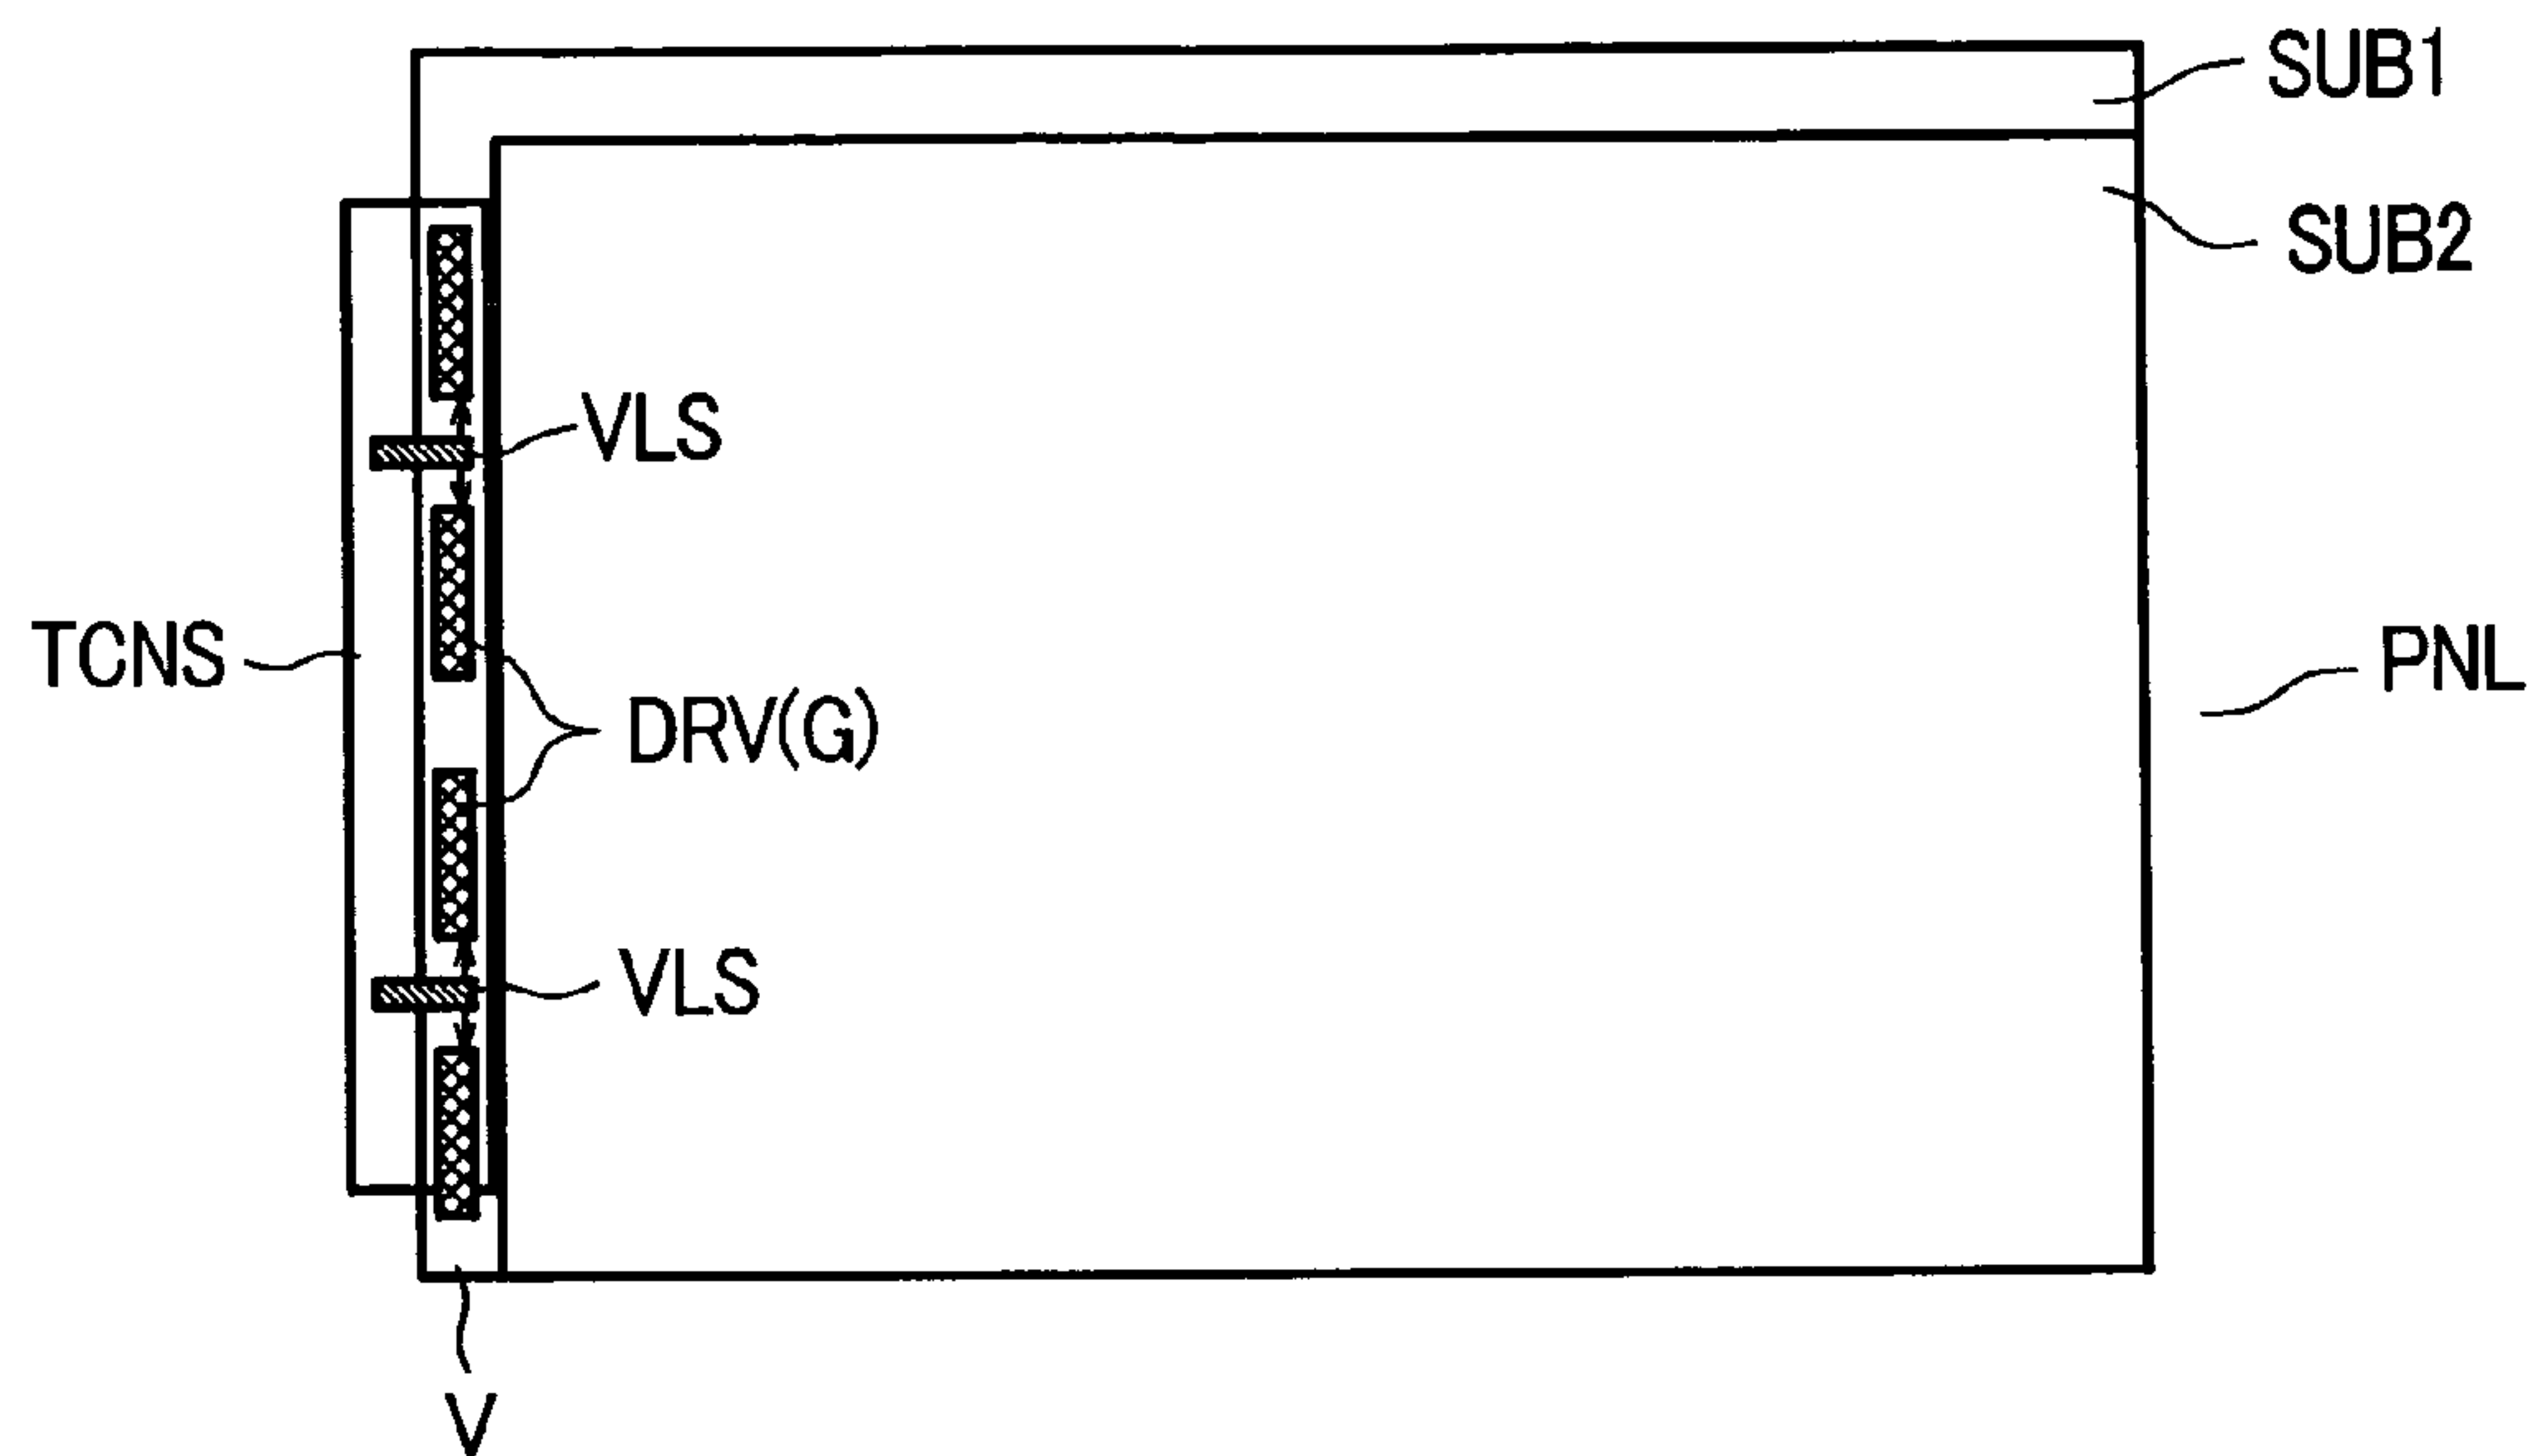 SUB1
SUB2
VLS
TCNS
PNL
DRV(G)
VLS
V